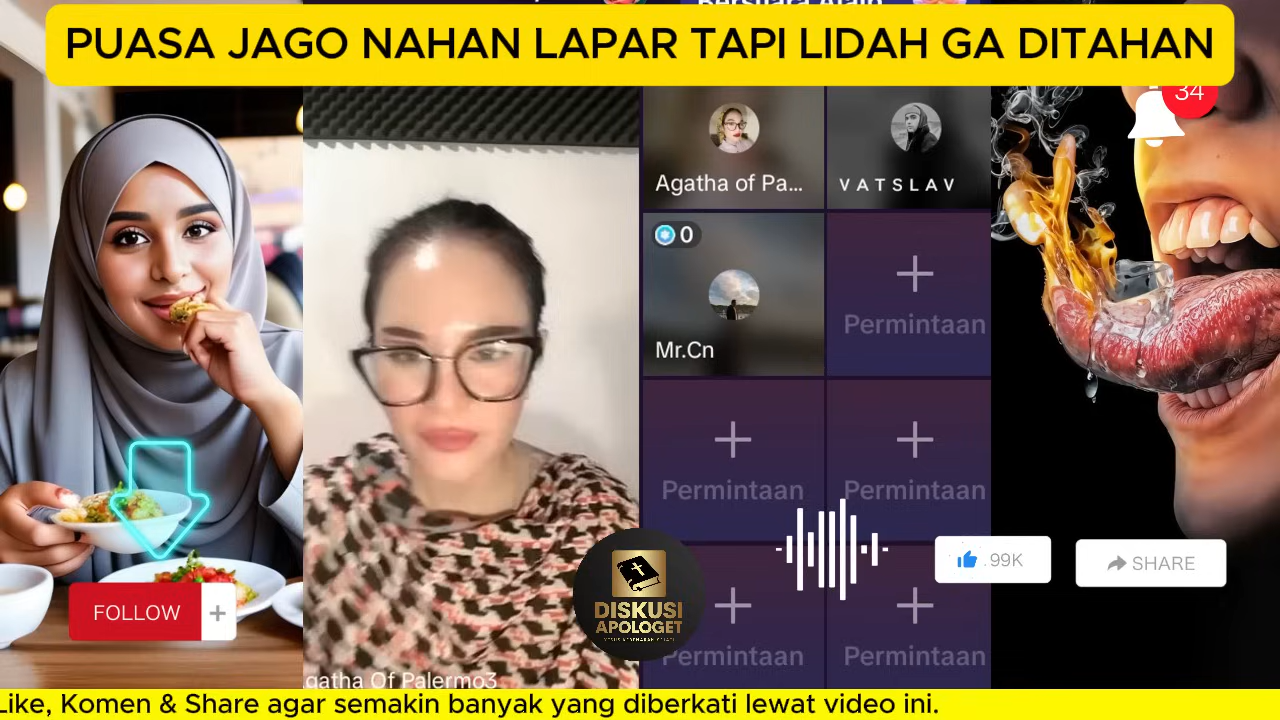 PUASA JAGO NAHAN LAPAR TAPI LIDAH GA DITAHAN
34
Agatha of Pa...
VATSLAV
0
Mr.Cn
Permintaan
Permintaan
Permintaan
.99K
SHARE
FOLLOW +
DISKUSI
APOLOGET
Permintaan
Permintaan
gatha Of Palermo3
Like, Komen & Share agar semakin banyak yang diberkati lewat video ini.